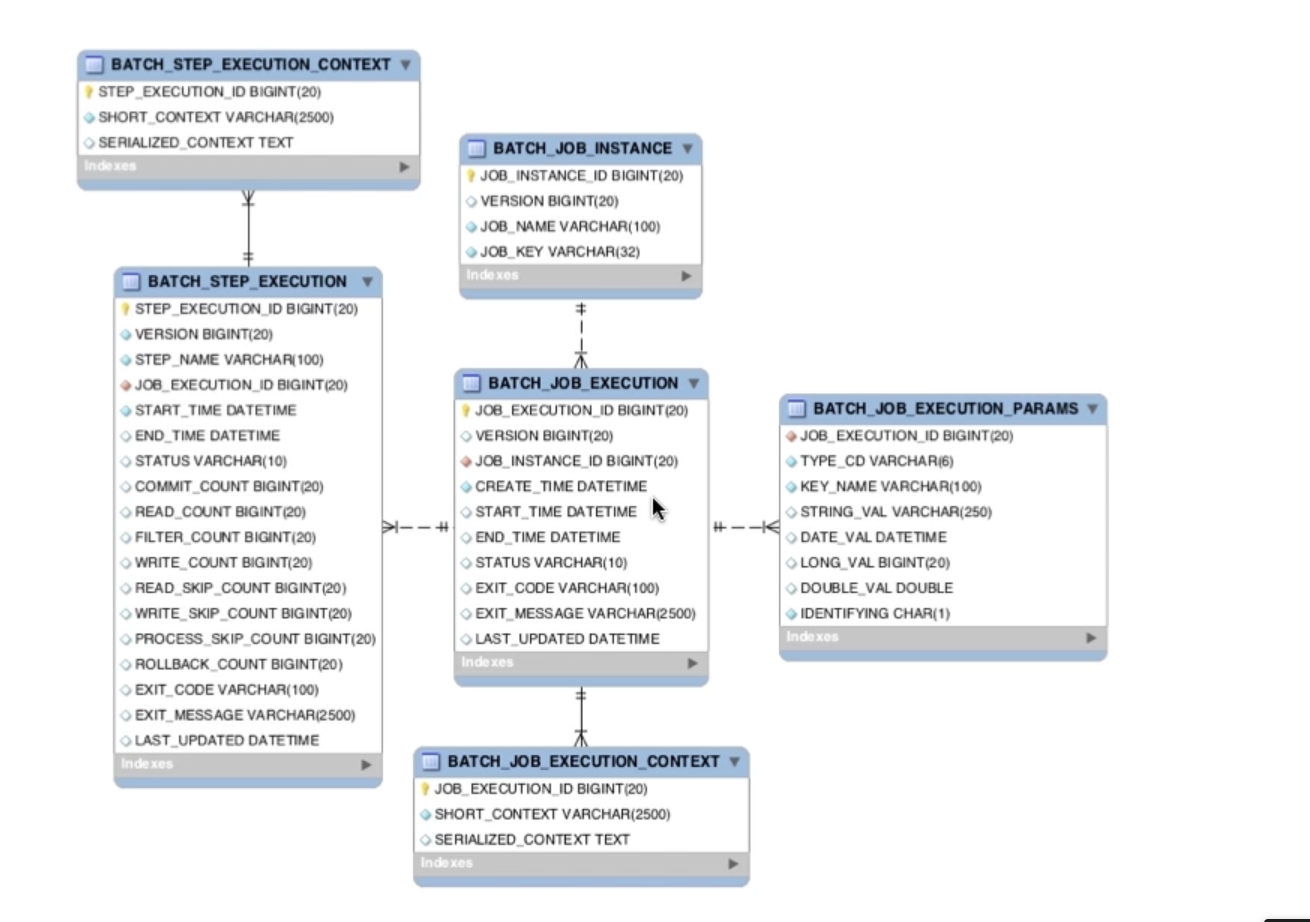 BATCH_STEP_EXECUTION_CONTEXT
STEP_EXECUTION_ID BIGINT(20)
SHORT_CONTEXT VARCHAR(2500)
SERIALIZED_CONTEXT TEXT
Indexes
BATCH_JOB_INSTANCE
JOB_INSTANCE_ID BIGINT(20)
VERSION BIGINT(20)
JOB_NAME VARCHAR(100)
JOB_KEY VARCHAR(32)
Indexes
BATCH_STEP_EXECUTION
STEP_EXECUTION_ID BIGINT(20)
VERSION BIGINT(20)
STEP_NAME VARCHAR(100)
JOB_EXECUTION_ID BIGINT(20)
START_TIME DATETIME
END_TIME DATETIME
STATUS VARCHAR(10)
COMMIT_COUNT BIGINT(20)
READ_COUNT BIGINT(20)
FILTER_COUNT BIGINT(20)
WRITE_COUNT BIGINT(20)
READ_SKIP_COUNT BIGINT(20)
WRITE_SKIP_COUNT BIGINT(20)
PROCESS_SKIP_COUNT BIGINT(20)
ROLLBACK_COUNT BIGINT(20)
EXIT_CODE VARCHAR(100)
EXIT_MESSAGE VARCHAR(2500)
LAST_UPDATED DATETIME
Indexes
BATCH_JOB_EXECUTION
JOB_EXECUTION_ID BIGINT(20)
VERSION BIGINT(20)
JOB_INSTANCE_ID BIGINT(20)
CREATE_TIME DATETIME
START_TIME DATETIME
END_TIME DATETIME
STATUS VARCHAR(10)
EXIT_CODE VARCHAR(100)
EXIT_MESSAGE VARCHAR(2500)
LAST_UPDATED DATETIME
Indexes
BATCH_JOB_EXECUTION_PARAMS
JOB_EXECUTION_ID BIGINT(20)
TYPE_CD VARCHAR(6)
KEY_NAME VARCHAR(100)
STRING_VAL VARCHAR(250)
DATE_VAL DATETIME
LONG_VAL BIGINT(20)
DOUBLE_VAL DOUBLE
IDENTIFYING CHAR(1)
Indexes
BATCH_JOB_EXECUTION_CONTEXT
JOB_EXECUTION_ID BIGINT(20)
SHORT_CONTEXT VARCHAR(2500)
SERIALIZED_CONTEXT TEXT
Indexes